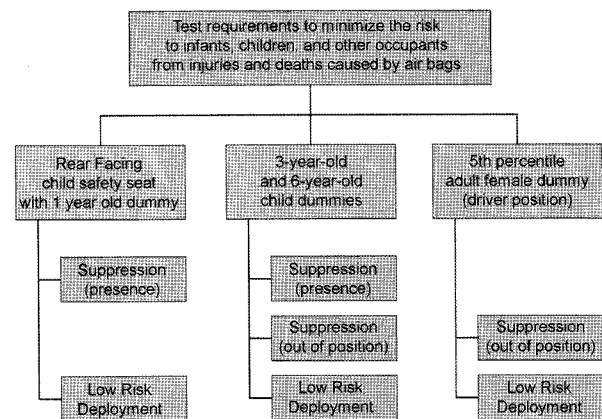 Test requirements to minimize the risk
to infants, children, and other occupants
from injuries and deaths caused by air bags
Rear Facing
child safety seat
with 1 year old dummy
Suppression
(presence)
Low Risk
Deployment
3-year-old
and 6-year-old
child dummies
Suppression
(presence)
Suppression
(out of position)
Low Risk
Deployment
5th percentile
adult female dummy
(driver position)
Suppression
(out of position)
Low Risk
Deployment